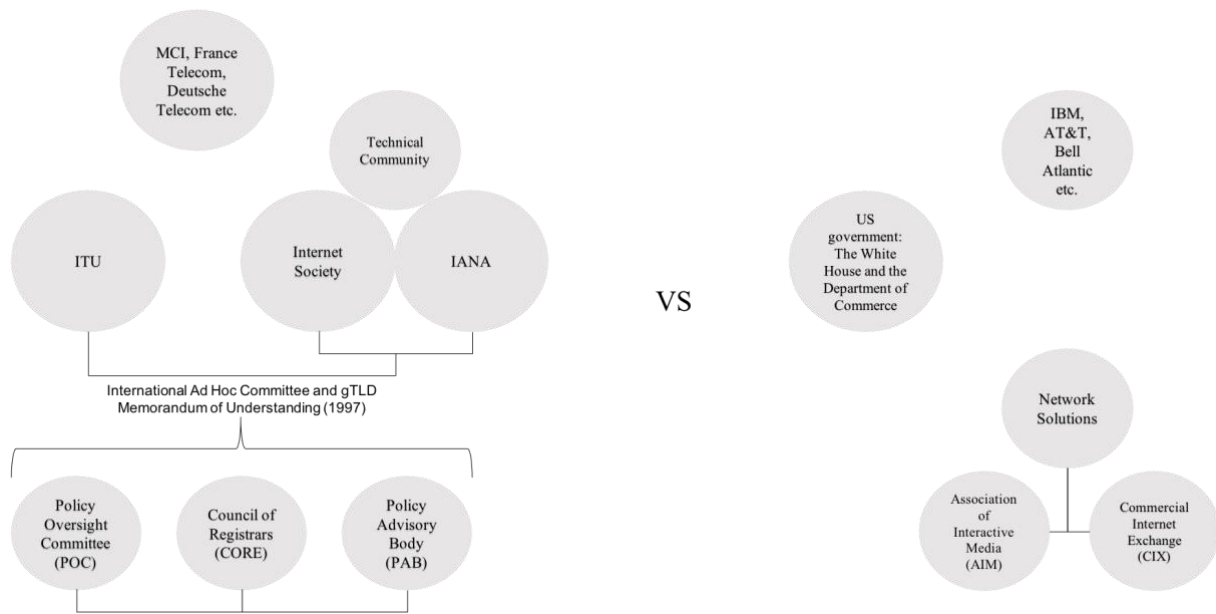 MCI, France
Telecom,
Deutsche
Telecom etc.
Technical
Community
ITU
Internet
Society
IANA
International Ad Hoc Committee and gTLD
Memorandum of Understanding (1997)
Policy
Oversight
Committee
(POC)
Council of
Registrars
(CORE)
Policy
Advisory
Body
(PAB)
VS
IBM,
AT&T,
Bell
Atlantic
etc.
US
government:
The White
House and the
Department of
Commerce
Network
Solutions
Association
of
Interactive
Media
(AIM)
Commercial
Internet
Exchange
(CIX)